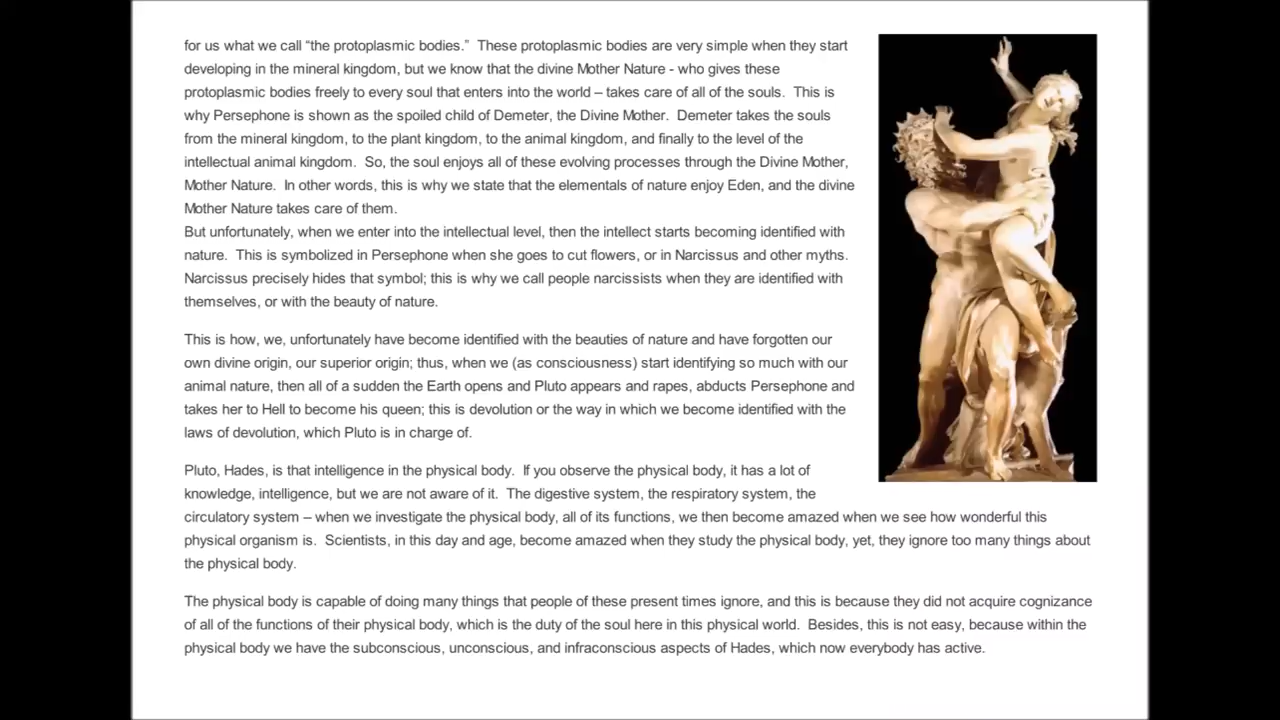 for us what we call “the protoplasmic bodies.”  These protoplasmic bodies are very simple when they start
developing in the mineral kingdom, but we know that the divine Mother Nature - who gives these
protoplasmic bodies freely to every soul that enters into the world – takes care of all of the souls.  This is
why Persephone is shown as the spoiled child of Demeter, the Divine Mother.  Demeter takes the souls
from the mineral kingdom, to the plant kingdom, to the animal kingdom, and finally to the level of the
intellectual animal kingdom.  So, the soul enjoys all of these evolving processes through the Divine Mother,
Mother Nature.  In other words, this is why we state that the elementals of nature enjoy Eden, and the divine
Mother Nature takes care of them.
But unfortunately, when we enter into the intellectual level, then the intellect starts becoming identified with
nature.  This is symbolized in Persephone when she goes to cut flowers, or in Narcissus and other myths.
Narcissus precisely hides that symbol; this is why we call people narcissists when they are identified with
themselves, or with the beauty of nature.
This is how, we, unfortunately have become identified with the beauties of nature and have forgotten our
own divine origin, our superior origin; thus, when we (as consciousness) start identifying so much with our
animal nature, then all of a sudden the Earth opens and Pluto appears and rapes, abducts Persephone and
takes her to Hell to become his queen; this is devolution or the way in which we become identified with the
laws of devolution, which Pluto is in charge of.
Pluto, Hades, is that intelligence in the physical body.  If you observe the physical body, it has a lot of
knowledge, intelligence, but we are not aware of it.  The digestive system, the respiratory system, the
circulatory system – when we investigate the physical body, all of its functions, we then become amazed when we see how wonderful this
physical organism is.  Scientists, in this day and age, become amazed when they study the physical body, yet, they ignore too many things about
the physical body.
The physical body is capable of doing many things that people of these present times ignore, and this is because they did not acquire cognizance
of all of the functions of their physical body, which is the duty of the soul here in this physical world.  Besides, this is not easy, because within the
physical body we have the subconscious, unconscious, and infraconscious aspects of Hades, which now everybody has active.